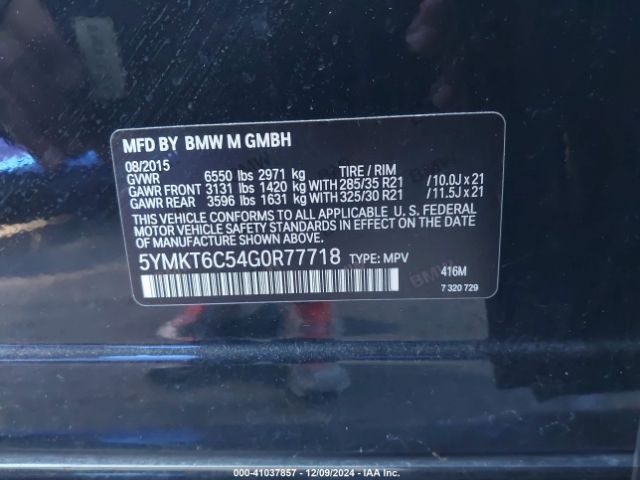 MFD BY BMW M GMBH
08/2015
GVWR 6550 lbs 2971 kg TIRE / RIM
GAWR FRONT 3131 lbs 1420 kg WITH 285/35 R21 /10.0J x 21
GAWR REAR 3596 lbs 1631 kg WITH 325/30 R21 /11.5J x 21
THIS VEHICLE CONFORMS TO ALL APPLICABLE U. S. FEDERAL
MOTOR VEHICLE SAFETY STANDARDS IN EFFECT ON THE DATE
OF MANUFACTURE SHOWN ABOVE.
5YMKT6C54G0R77718 TYPE: MPV
416M
7 320 729
000-41037857 - 12/09/2024 - IAA Inc.